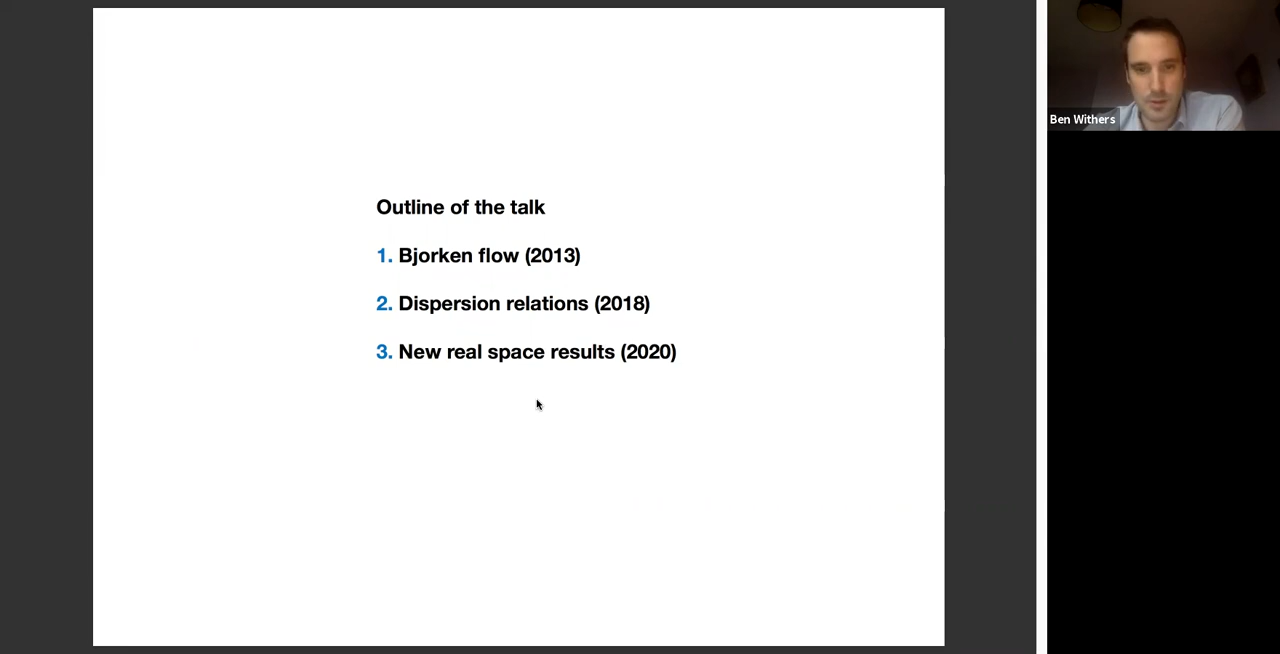 Outline of the talk
1. Bjorken flow (2013)
2. Dispersion relations (2018)
3. New real space results (2020)
Ben Withers